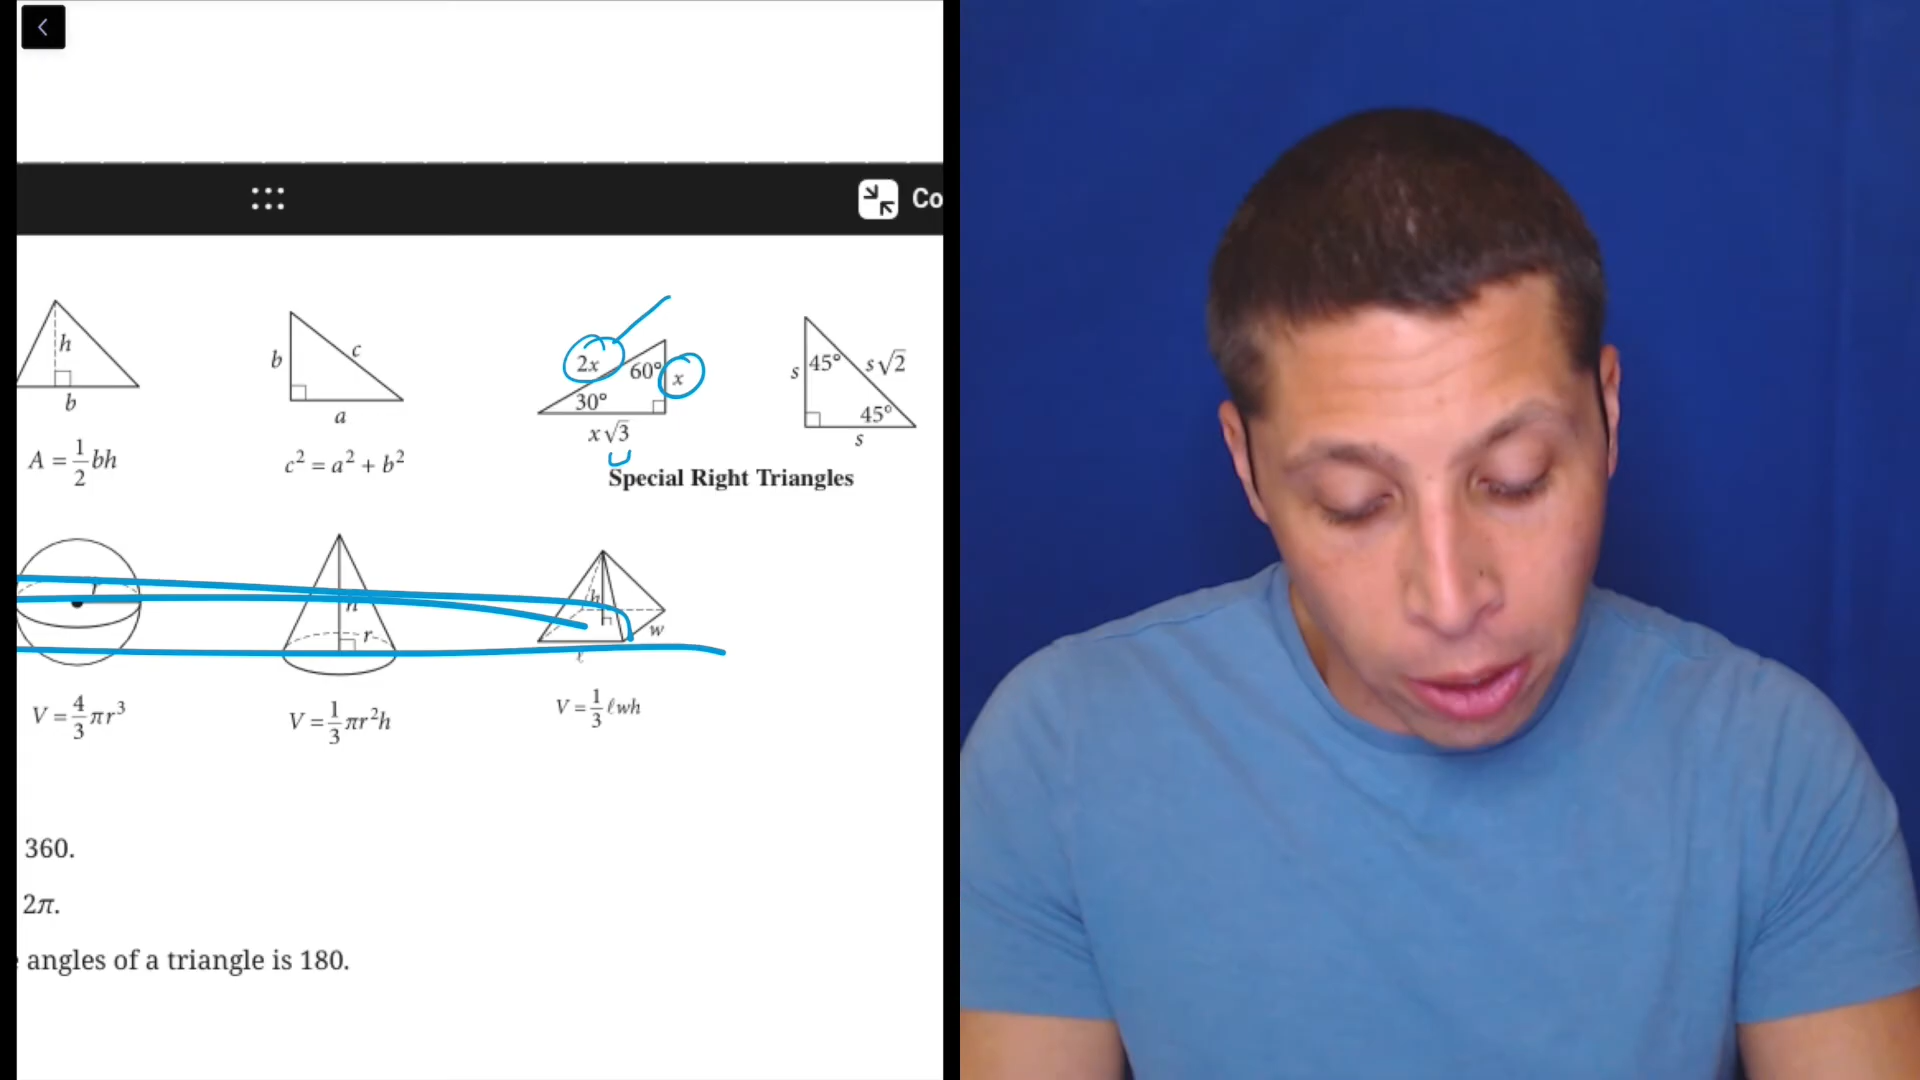 Co
h
b
b
c
a
2x
60°
x
30°
x√3
s
45°
s√2
45°
s
A = 1/2 bh
c² = a² + b²
Special Right Triangles
r
h
r
h
w
ℓ
V = 4/3 πr³
V = 1/3 πr²h
V = 1/3 ℓwh
360.
2π.
angles of a triangle is 180.